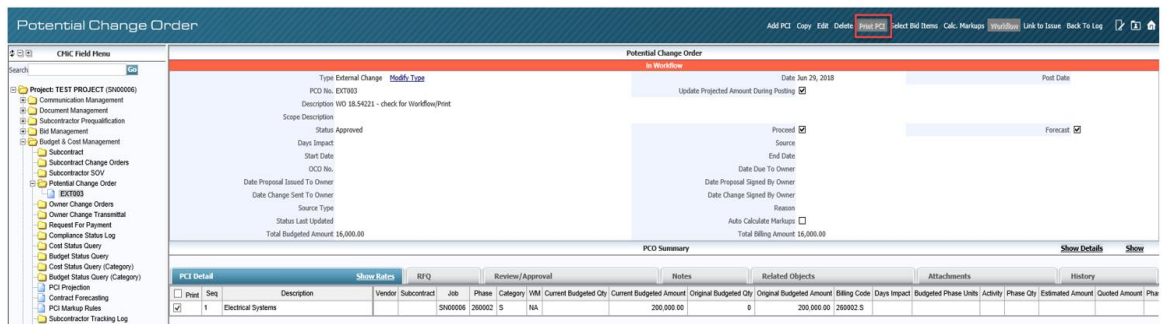 Potential Change Order
Add PCI Copy Edit Delete Print PCI Select Bid Items Calc. Markups Workflow Link to Issue Back To Log
CMiC Field Menu
Search Go
Project: TEST PROJECT (SN00006)
Communication Management
Document Management
Subcontractor Prequalification
Bid Management
Budget & Cost Management
Subcontract
Subcontract Change Orders
Subcontractor SOV
Potential Change Order
EXT003
Owner Change Orders
Owner Change Transmittal
Request For Payment
Compliance Status Log
Cost Status Query
Budget Status Query
Cost Status Query (Category)
Budget Status Query (Category)
PCI Projection
Contract Forecasting
PCI Markup Rules
Subcontractor Tracking Log
Potential Change Order
In Workflow
Type External Change Modify Type Date Jun 29, 2018 Post Date
PCO No. EXT003 Update Projected Amount During Posting
Description WO 18.54221 - check for Workflow/Print
Scope Description
Status Approved Proceed Forecast
Days Impact Source
Start Date End Date
OCO No. Date Due To Owner
Date Proposal Issued To Owner Date Proposal Signed By Owner
Date Change Sent To Owner Date Change Signed By Owner
Source Type Reason
Status Last Updated Auto Calculate Markups
Total Budgeted Amount 16,000.00 Total Billing Amount 16,000.00
PCO Summary Show Details Show
PCI Detail Show Rates RFQ Review/Approval Notes Related Objects Attachments History
Print Seq Description Vendor Subcontract Job Phase Category WM Current Budgeted Qty Current Budgeted Amount Original Budgeted Qty Original Budgeted Amount Billing Code Days Impact Budgeted Phase Units Activity Phase Qty Estimated Amount Quoted Amount Phas
1 Electrical Systems SN00006 260002 S NA 200,000.00 0 200,000.00 260002.S